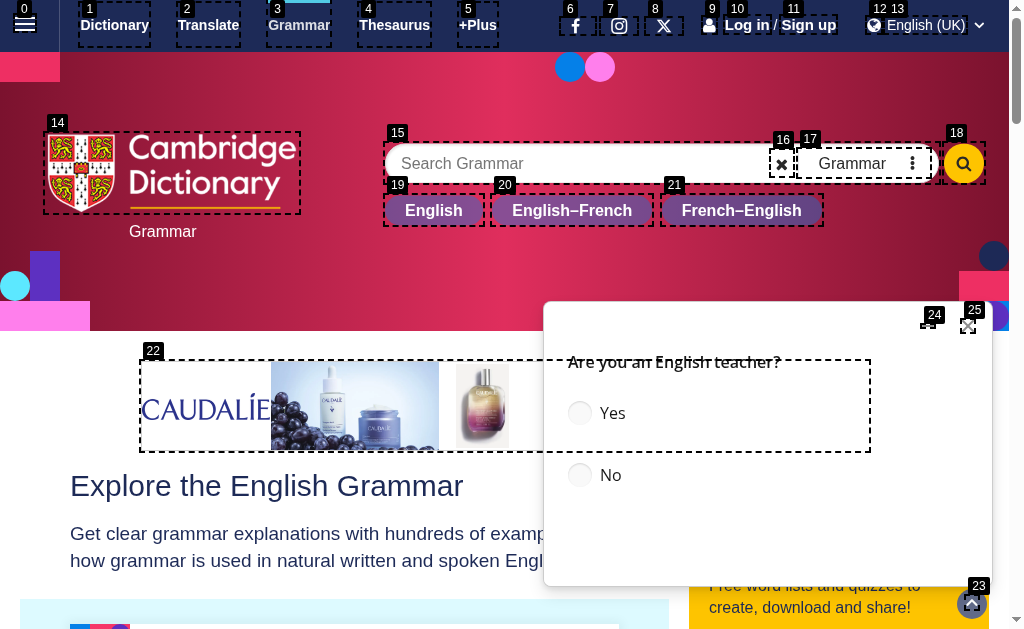 Dictionary Translate Grammar Thesaurus +Plus Log in / Sign up English (UK)
Cambridge
Dictionary
Grammar
Search Grammar Grammar
English English–French French–English
CAUDALÍE
Are you an English teacher?
Yes
No
Explore the English Grammar
Get clear grammar explanations with hundreds of examp
how grammar is used in natural written and spoken Engl
Free word lists and quizzes to
create, download and share!
0
1
2
3
4
5
6
7
8
9
10
11
12
13
14
15
16
17
18
19
20
21
22
23
24
25